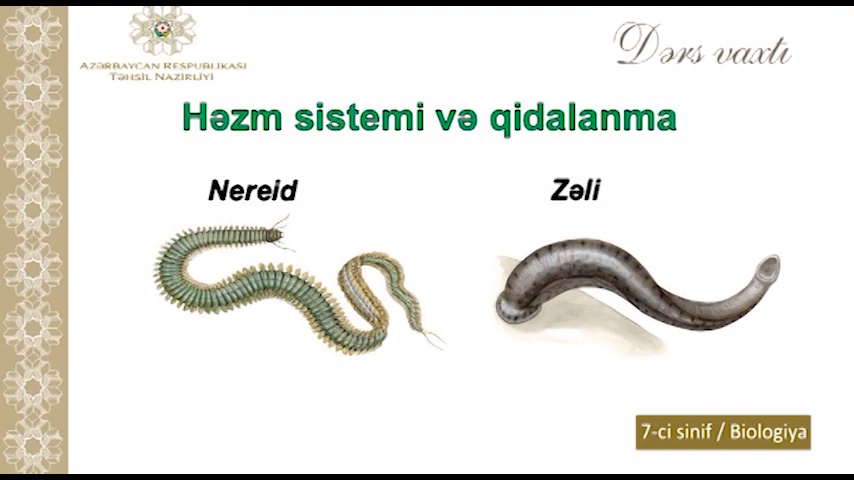 AZƏRBAYCAN RESPUBLİKASI
TƏHSİL NAZİRLİYİ
Dərs vaxtı
Həzm sistemi və qidalanma
Nereid
Zəli
7-ci sinif / Biologiya